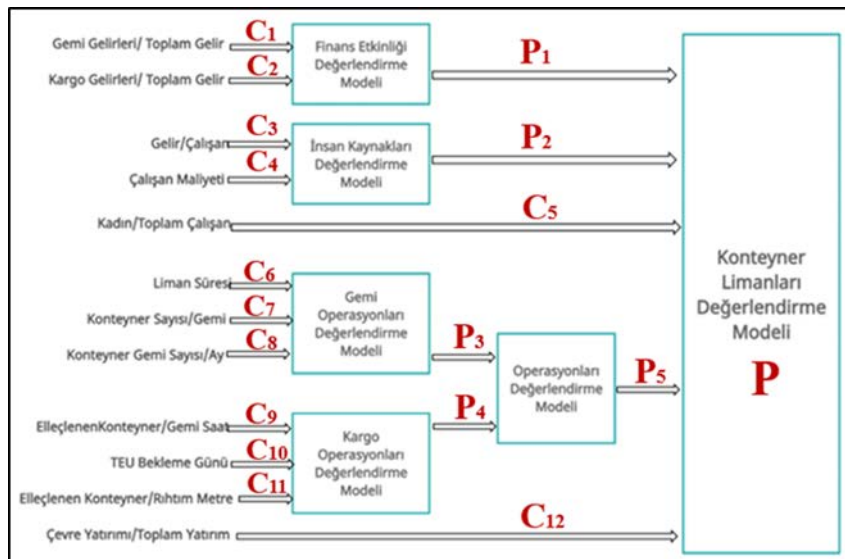 Gemi Gelirleri/ Toplam Gelir
C1
Kargo Gelirleri/ Toplam Gelir
C2
Finans Etkinliği
Değerlendirme
Modeli
P1
Gelir/Çalışan
C3
Çalışan Maliyeti
C4
İnsan Kaynakları
Değerlendirme
Modeli
P2
Kadın/Toplam Çalışan
C5
Liman Süresi
C6
Konteyner Sayısı/Gemi
C7
Konteyner Gemi Sayısı/Ay
C8
Gemi
Operasyonları
Değerlendirme
Modeli
P3
ElleçlenenKonteyner/Gemi Saat
C9
TEU Bekleme Günü
C10
Elleçlenen Konteyner/Rıhtım Metre
C11
Kargo
Operasyonları
Değerlendirme
Modeli
P4
Operasyonları
Değerlendirme
Modeli
P5
Çevre Yatırımı/Toplam Yatırım
C12
Konteyner
Limanları
Değerlendirme
Modeli
P